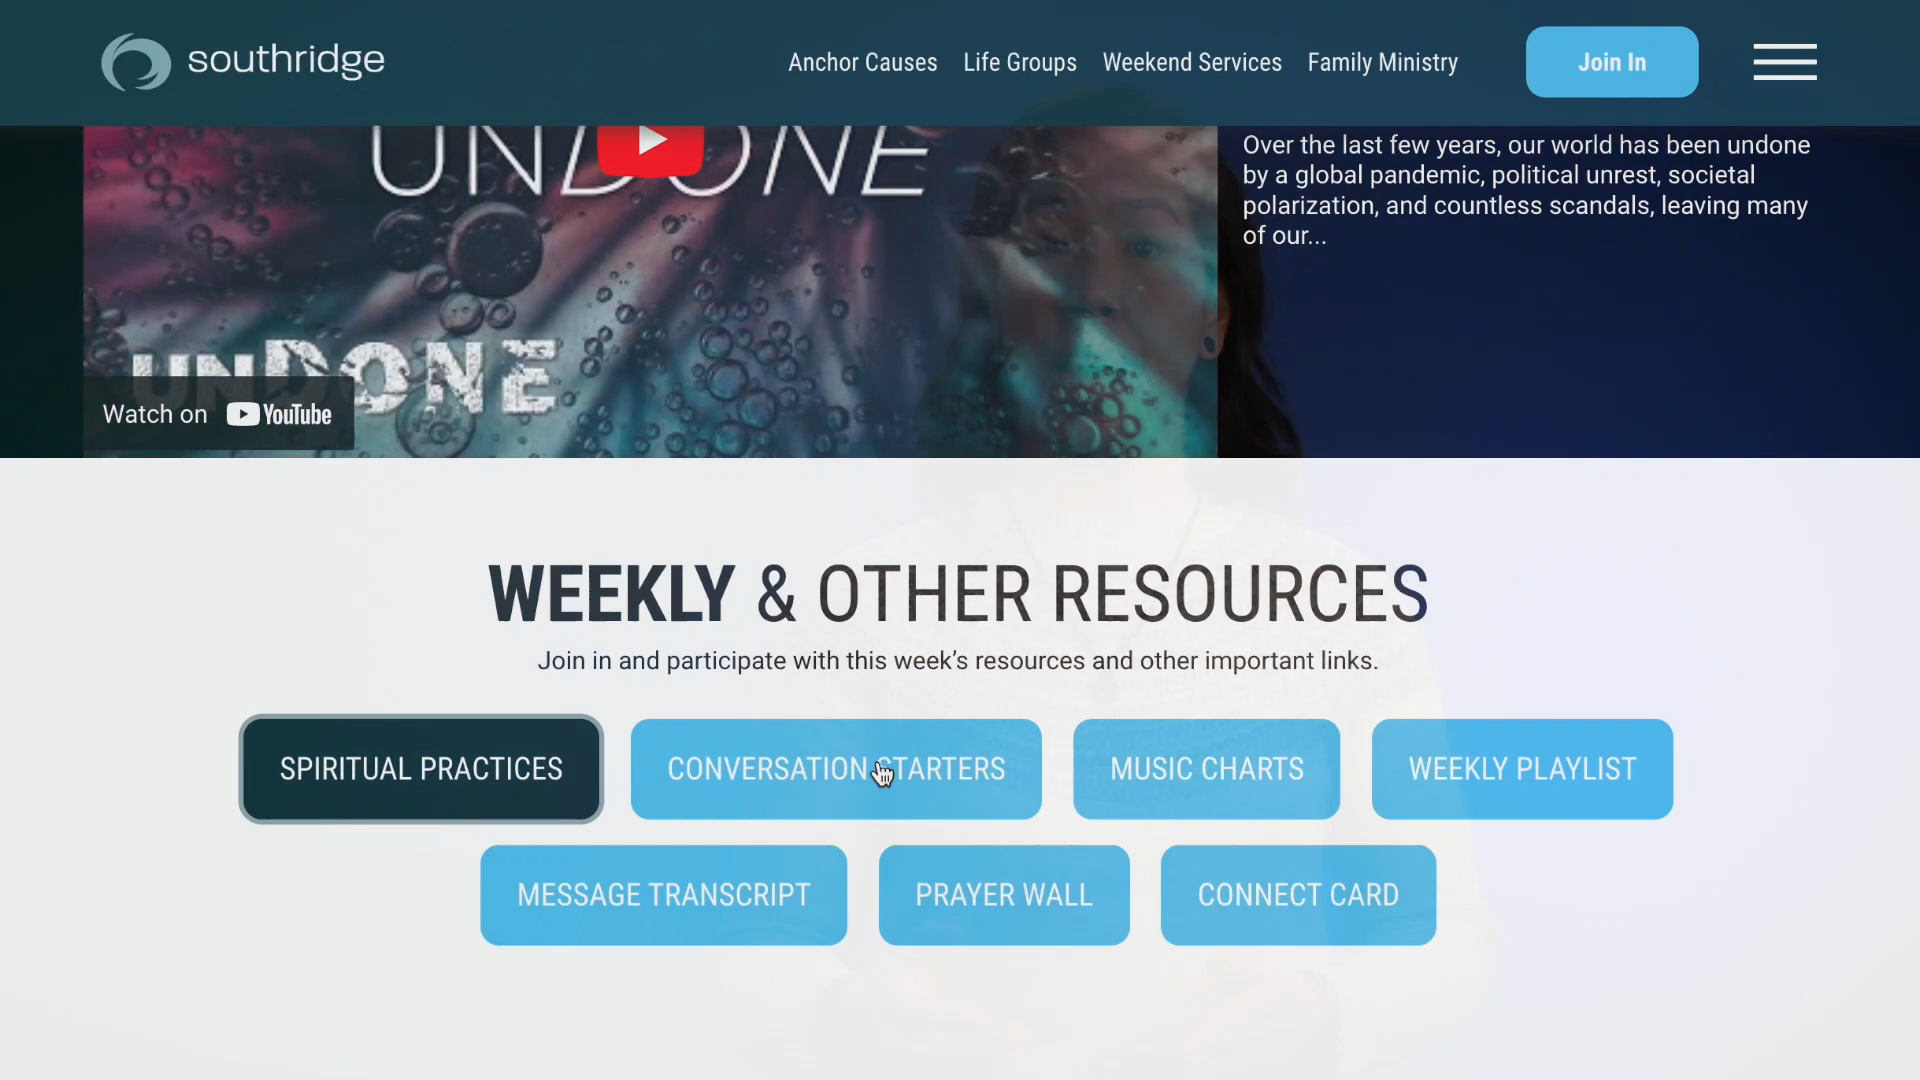 southridge
Anchor Causes Life Groups Weekend Services Family Ministry Join In
UNDONE
Over the last few years, our world has been undone
by a global pandemic, political unrest, societal
polarization, and countless scandals, leaving many
of our...
UNDONE
Watch on YouTube
WEEKLY & OTHER RESOURCES
Join in and participate with this week's resources and other important links.
SPIRITUAL PRACTICES CONVERSATION STARTERS MUSIC CHARTS WEEKLY PLAYLIST
MESSAGE TRANSCRIPT PRAYER WALL CONNECT CARD